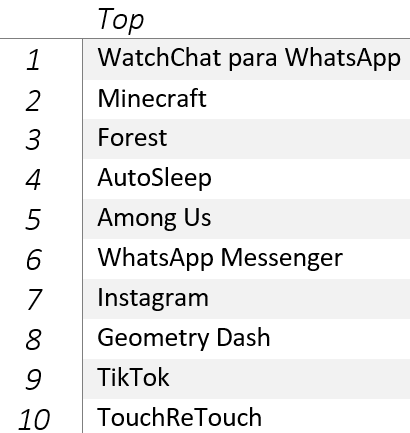 Top
1 WatchChat para WhatsApp
2 Minecraft
3 Forest
4 AutoSleep
5 Among Us
6 WhatsApp Messenger
7 Instagram
8 Geometry Dash
9 TikTok
10 TouchReTouch